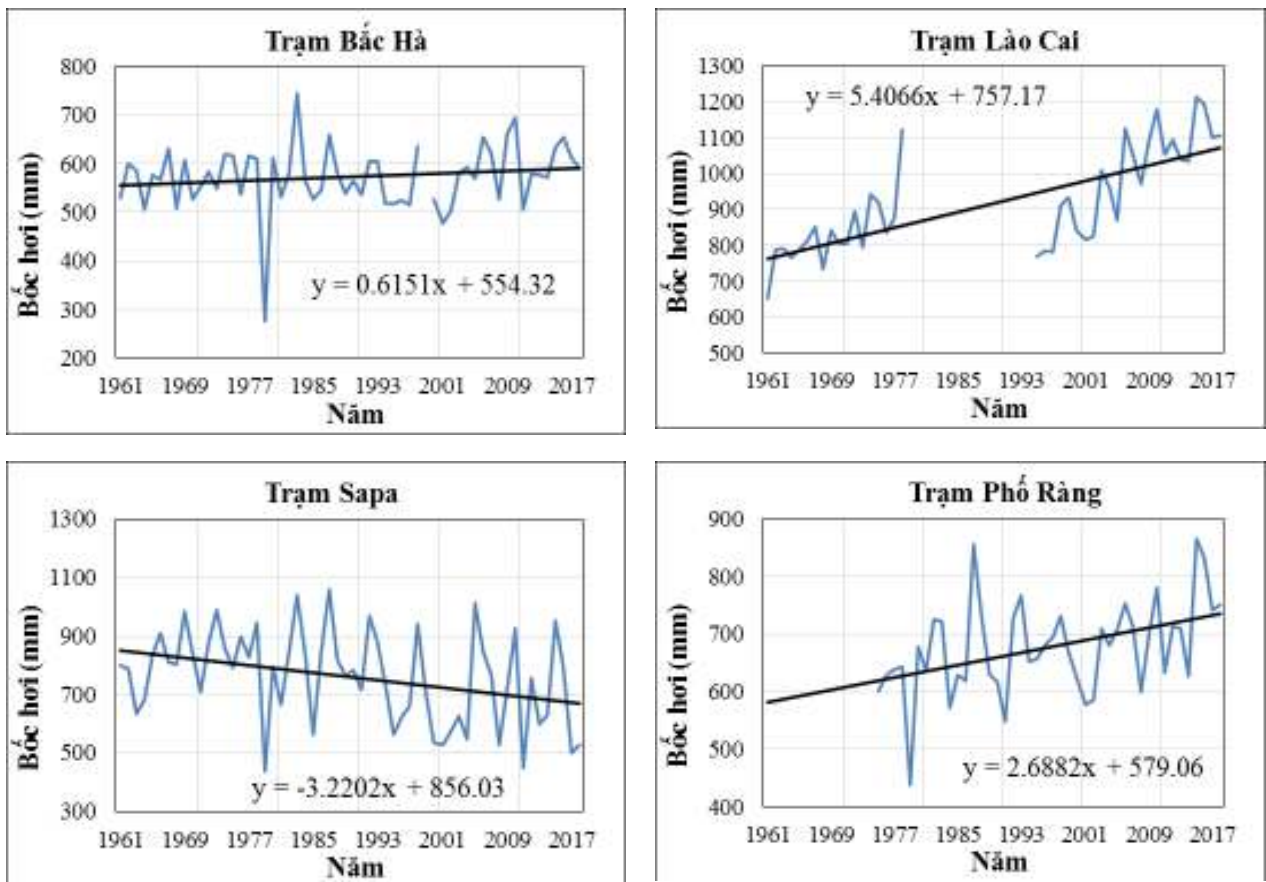 Trạm Bắc Hà
Bốc hơi (mm)
800
700
600
500
400
300
200
y = 0.6151x + 554.32
1961 1969 1977 1985 1993 2001 2009 2017
Năm
Trạm Lào Cai
Bốc hơi (mm)
1300
1200
1100
1000
900
800
700
600
500
y = 5.4066x + 757.17
1961 1969 1977 1985 1993 2001 2009 2017
Năm
Trạm Sapa
Bốc hơi (mm)
1300
1100
900
700
500
300
y = -3.2202x + 856.03
1961 1969 1977 1985 1993 2001 2009 2017
Năm
Trạm Phố Ràng
Bốc hơi (mm)
900
800
700
600
500
400
y = 2.6882x + 579.06
1961 1969 1977 1985 1993 2001 2009 2017
Năm